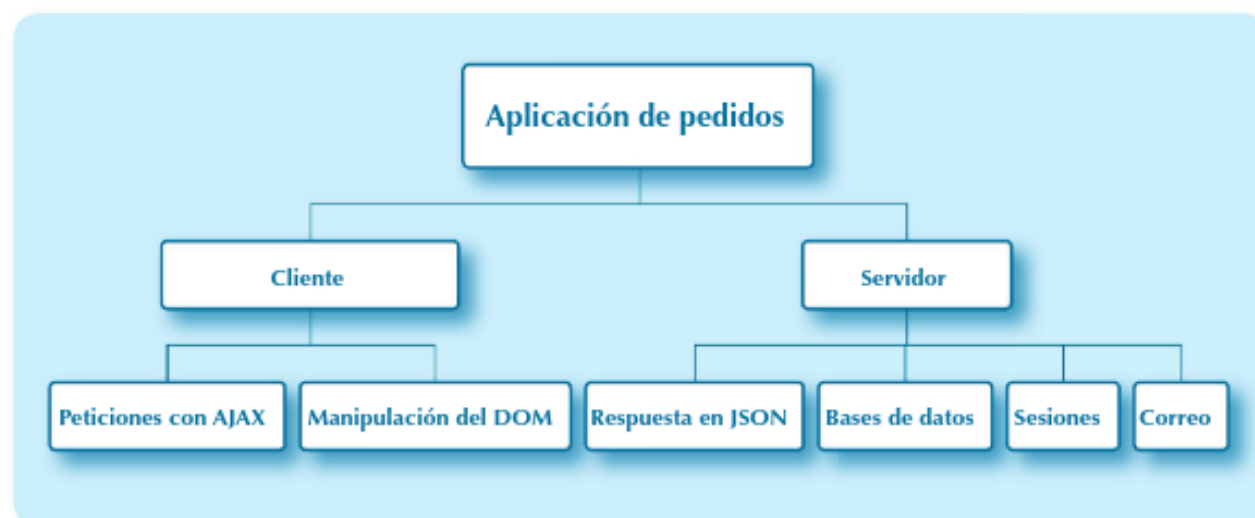 Aplicación de pedidos
Cliente
Servidor
Peticiones con AJAX
Manipulación del DOM
Respuesta en JSON
Bases de datos
Sesiones
Correo